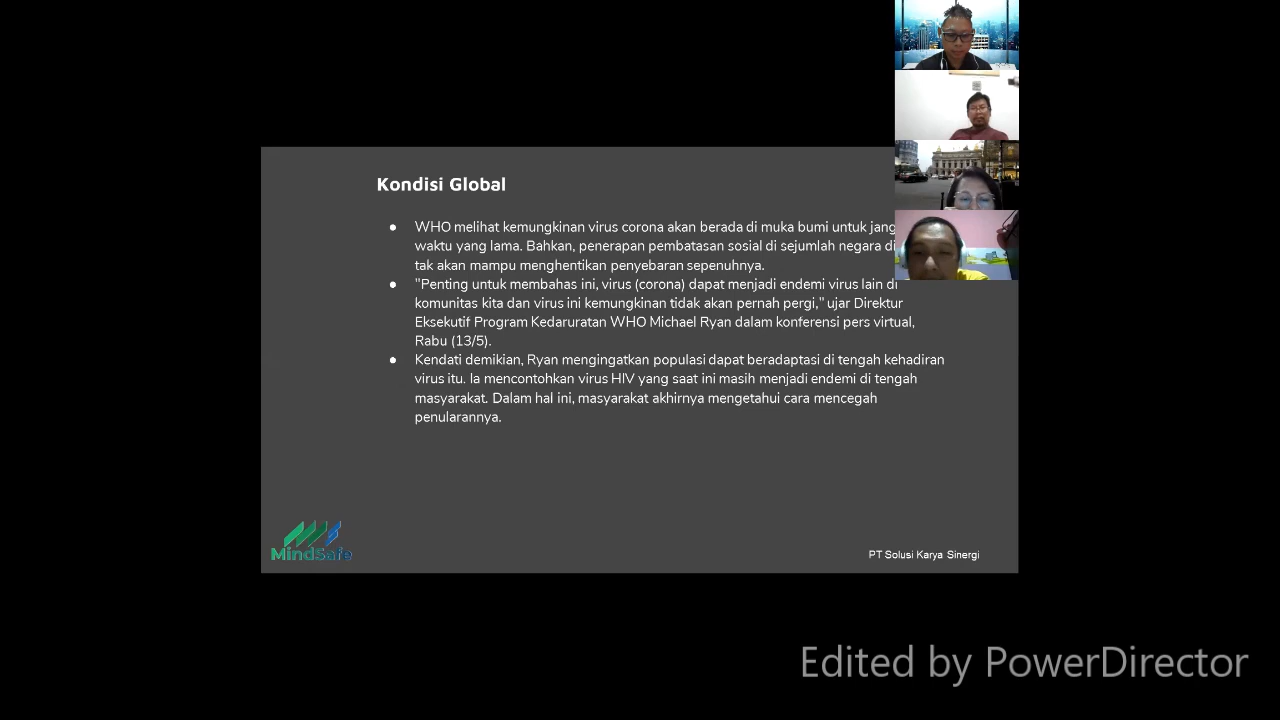 Kondisi Global
● WHO melihat kemungkinan virus corona akan berada di muka bumi untuk
waktu yang lama. Bahkan, penerapan pembatasan sosial di sejumlah negara
tak akan mampu menghentikan penyebaran sepenuhnya.
● "Penting untuk membahas ini, virus (corona) dapat menjadi endemi virus lain di
komunitas kita dan virus ini kemungkinan tidak akan pernah pergi," ujar Direktur
Eksekutif Program Kedaruratan WHO Michael Ryan dalam konferensi pers virtual,
Rabu (13/5).
● Kendati demikian, Ryan mengingatkan populasi dapat beradaptasi di tengah kehadiran
virus itu. Ia mencontohkan virus HIV yang saat ini masih menjadi endemi di tengah
masyarakat. Dalam hal ini, masyarakat akhirnya mengetahui cara mencegah
penularannya.
MindSafe
PT Solusi Karya Sinergi
Edited by PowerDirector